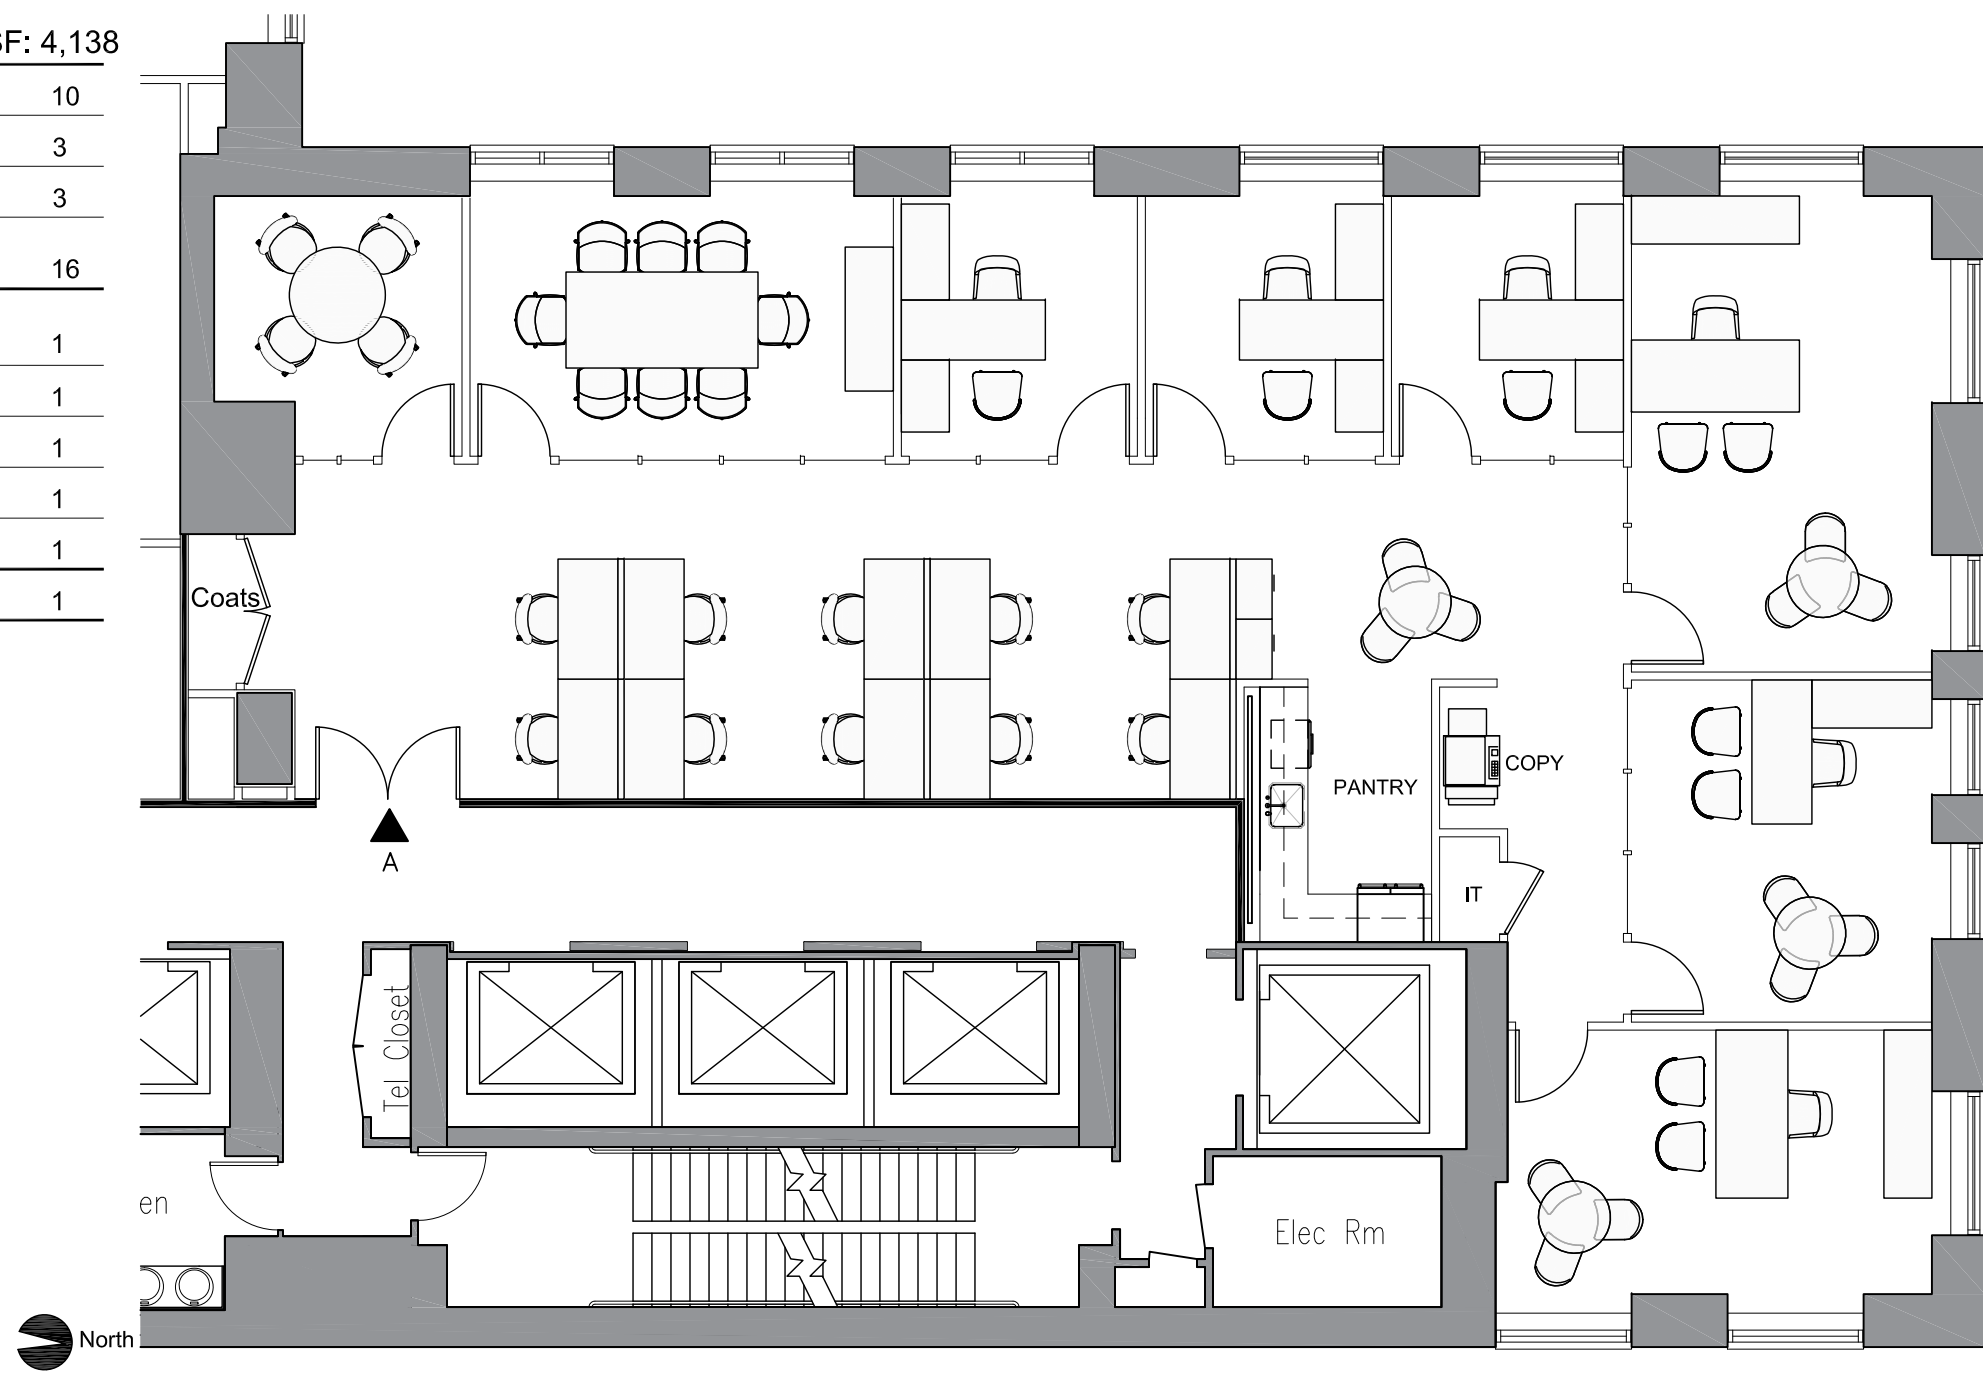 SF: 4,138
10
3
3
16
1
1
1
1
1
1
Coats
A
PANTRY
COPY
IT
Tel Closet
en
Elec Rm
North